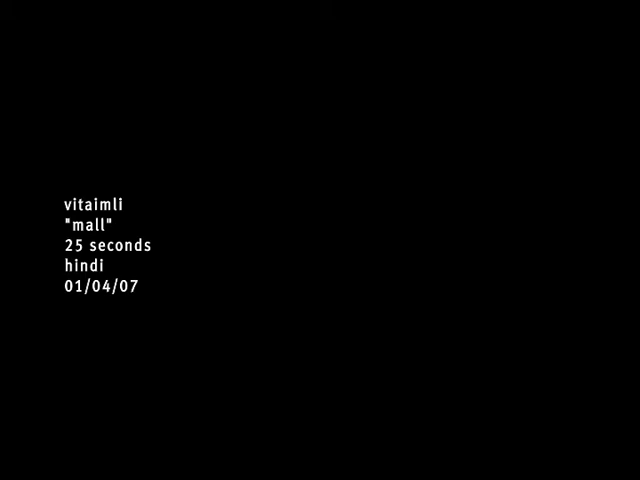 vitaimli
"mall"
25 seconds
hindi
01/04/07